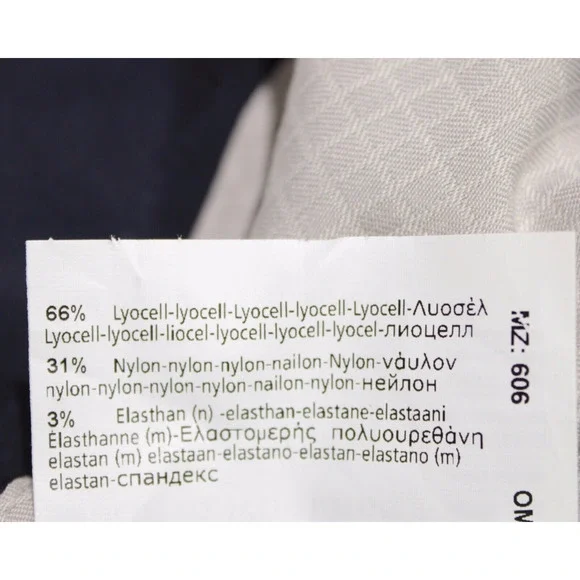 66% Lyocell-lyocell-Lyocell-lyocell-Lyocell-Λυοσέλ
Lyocell-lyocell-liocel-lyocell-lyocell-lyocel-лиоцелл
31% Nylon-nylon-nylon-nailon-Nylon-νάυλον
nylon-nylon-nylon-nylon-nailon-nylon-нейлон
3% Elasthan (n) -elasthan-elastane-elastaani
Élasthanne (m)-Ελαστομερής πολυουρεθάνη
elastan (m) elastaan-elastano-elastan-elastano (m)
elastan-спандекс
MZ: 606